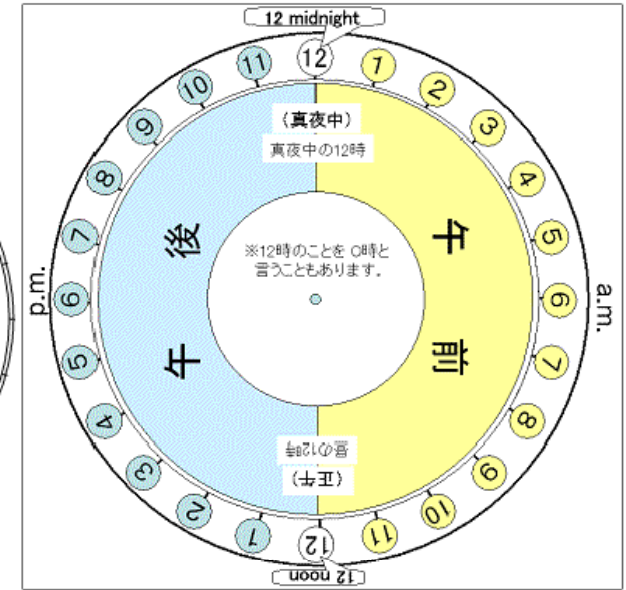 12 midnight
12
1
2
3
4
5
6
7
8
9
10
11
12
1
2
3
4
5
6
7
8
9
10
11
(真夜中)
真夜中の12時
午前
午後
※12時のことを 0時と
言うこともあります。
a.m.
p.m.
昼の12時
(正午)
12 noon